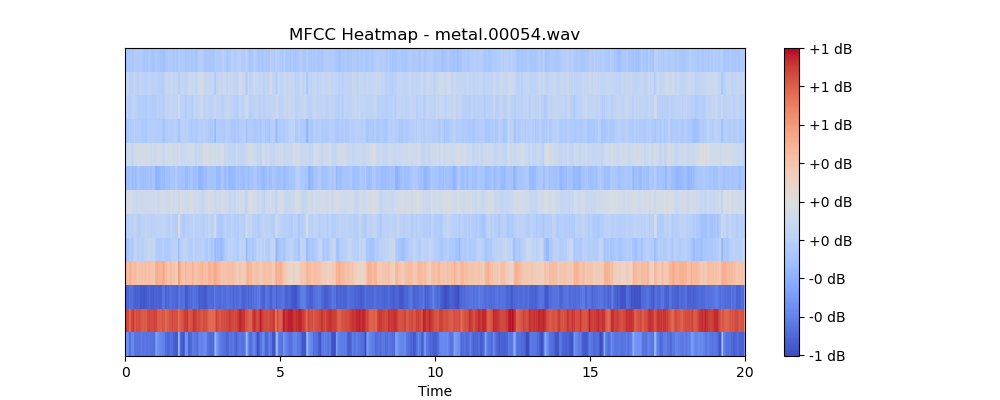 MFCC Heatmap - metal.00054.wav
+1 dB
+1 dB
+1 dB
+0 dB
+0 dB
+0 dB
-0 dB
-0 dB
-1 dB
0 5 10 15 20
Time